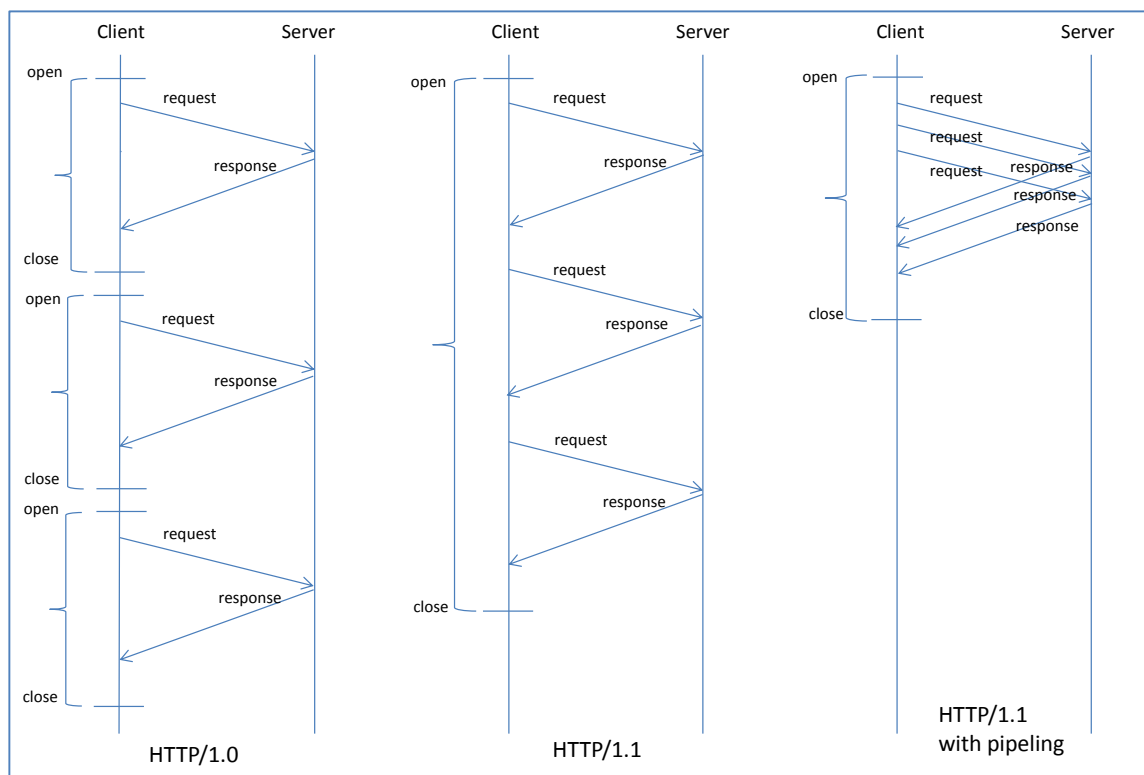 Client
Server
open
request
response
close
open
request
response
close
open
request
response
close
HTTP/1.0
Client
Server
open
request
response
request
response
request
response
close
HTTP/1.1
Client
Server
open
request
request
response
request
response
response
close
HTTP/1.1
with pipeling